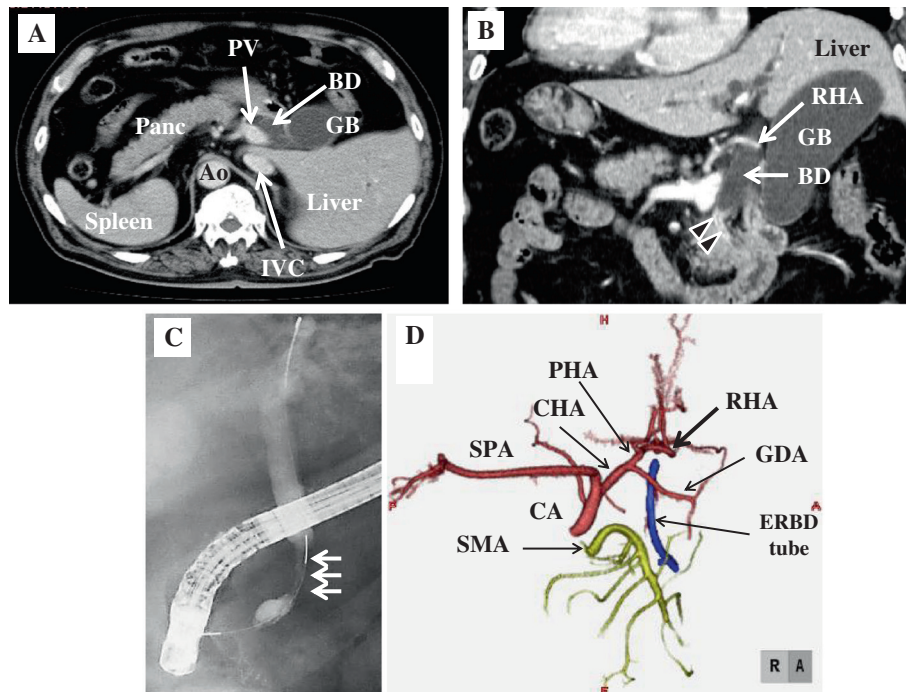 A
PV
BD
GB
Panc
Ao
Spleen
Liver
IVC
B
Liver
RHA
GB
BD
C
D
H
PHA
CHA
RHA
SPA
GDA
CA
ERBD
tube
SMA
P
A
R A